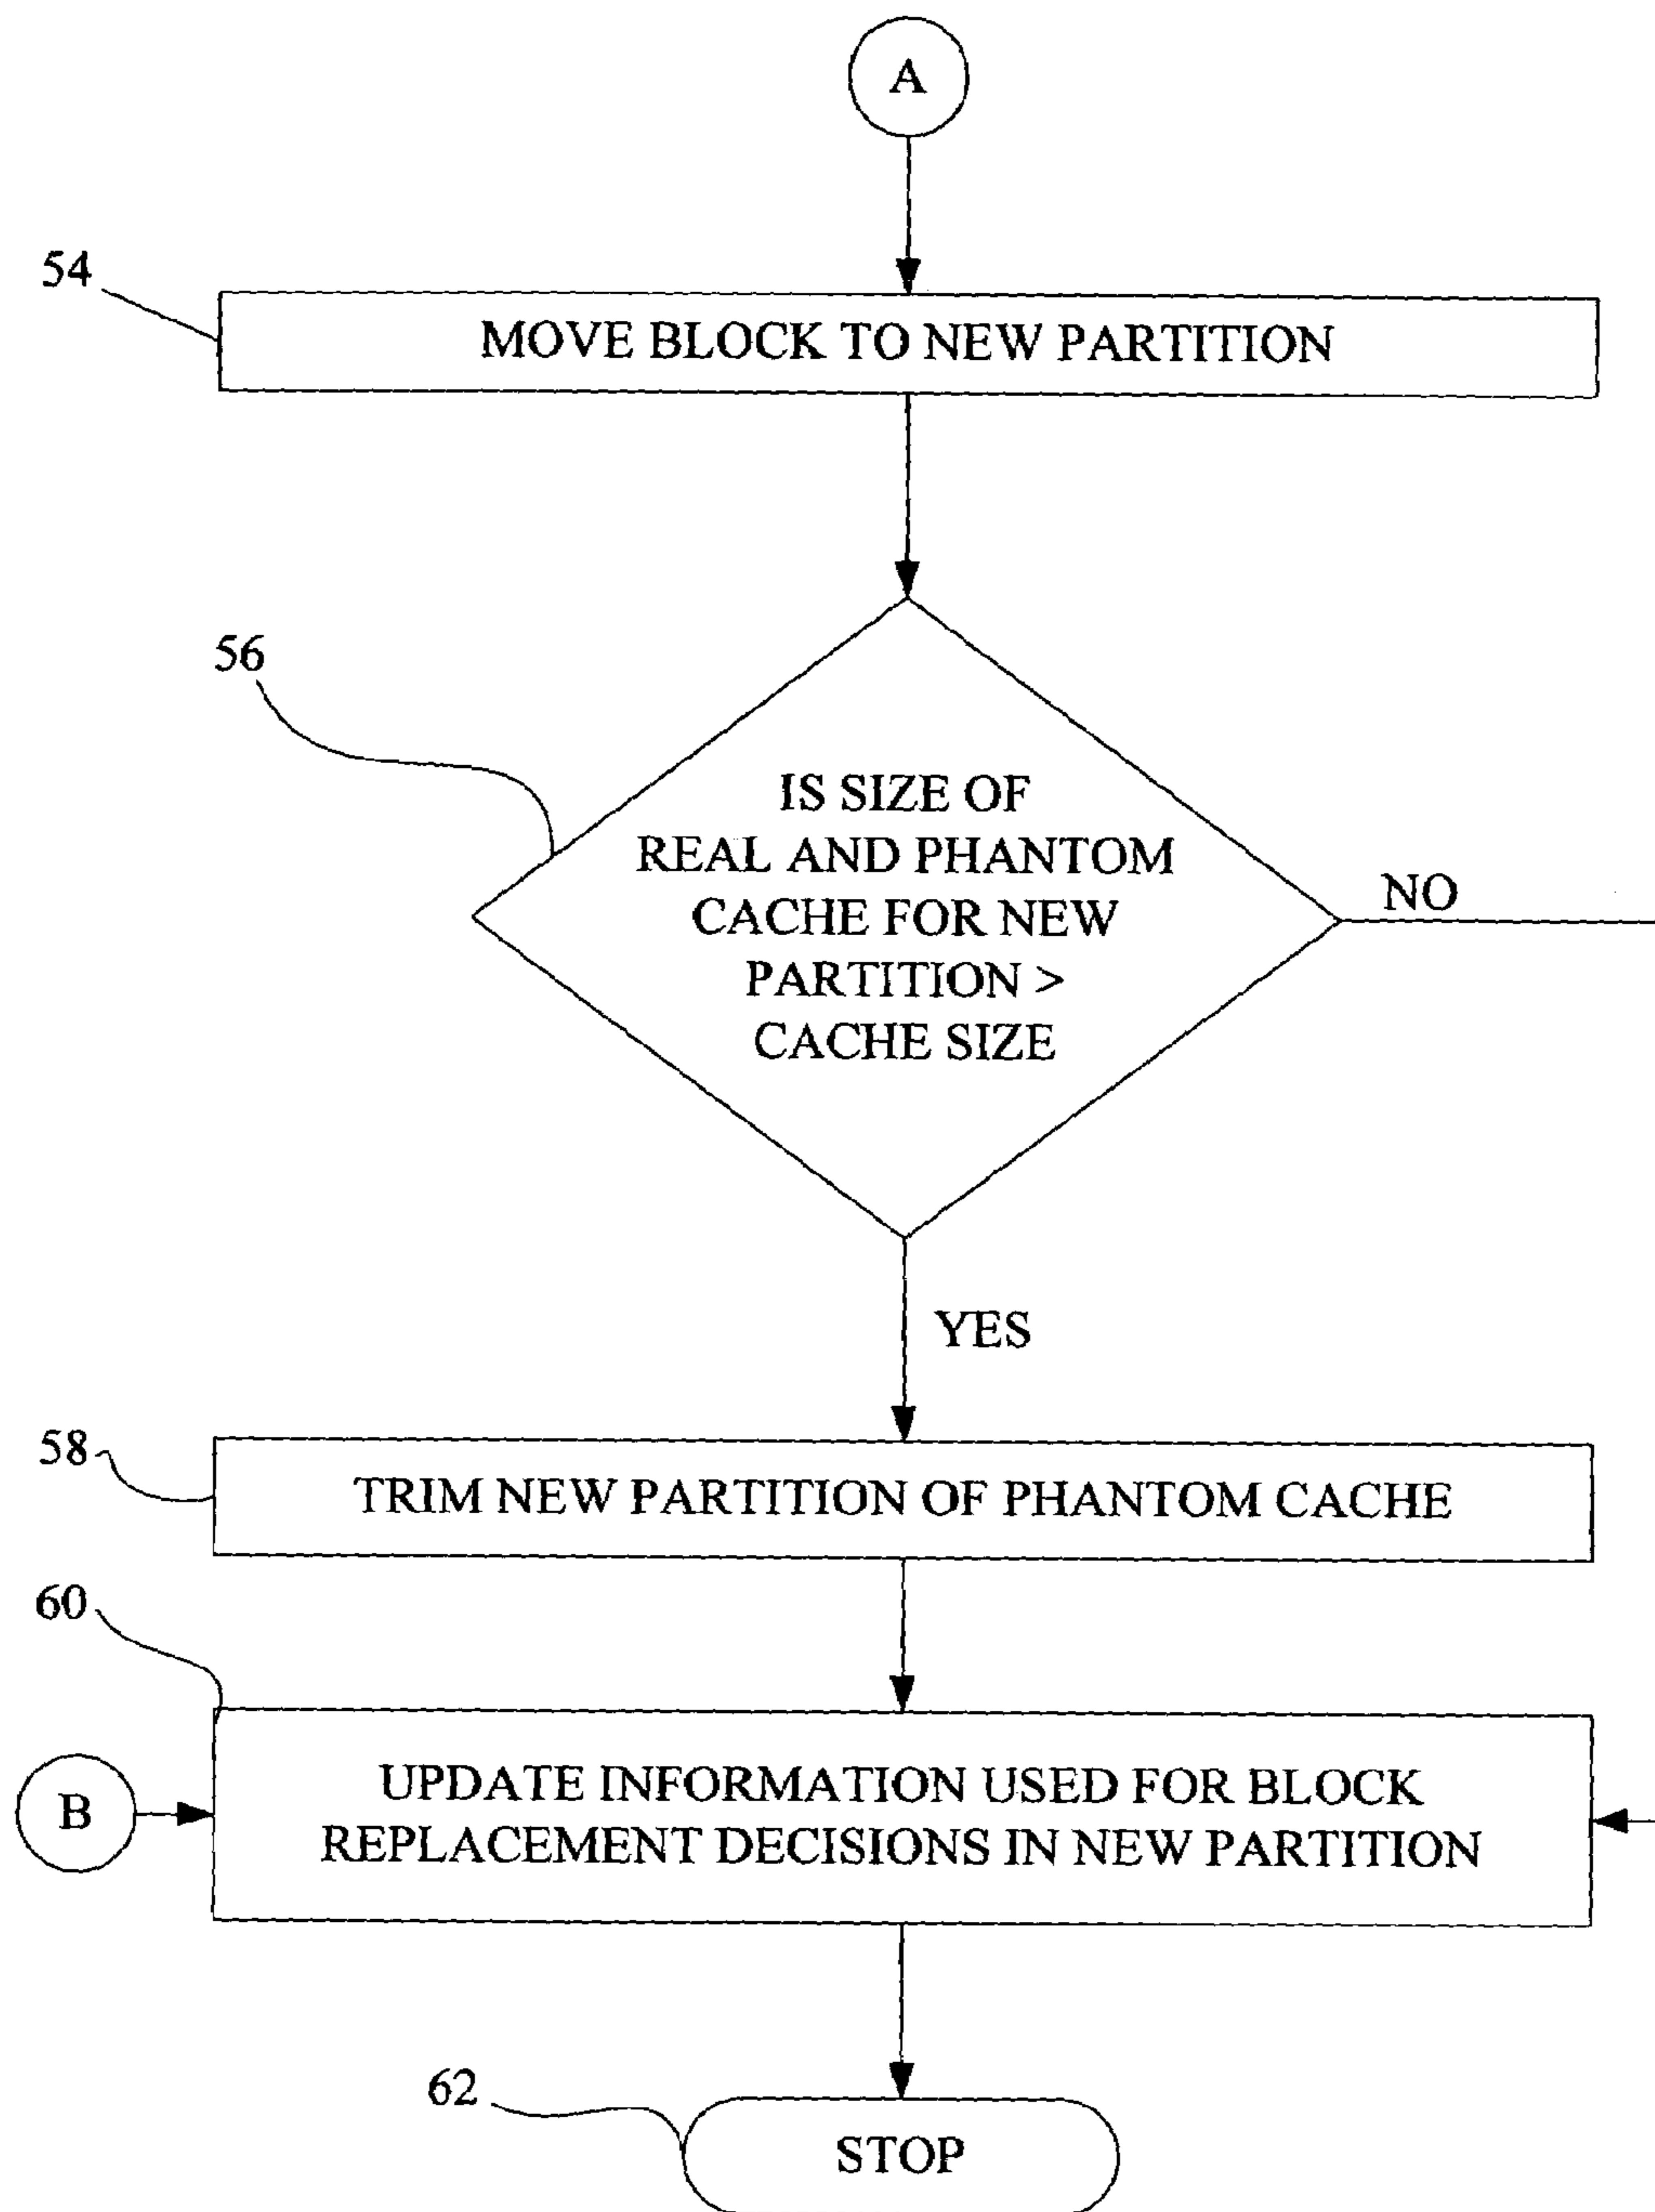 A
54
MOVE BLOCK TO NEW PARTITION
56
IS SIZE OF
REAL AND PHANTOM
CACHE FOR NEW
PARTITION >
CACHE SIZE
NO
YES
58
TRIM NEW PARTITION OF PHANTOM CACHE
60
B
UPDATE INFORMATION USED FOR BLOCK
REPLACEMENT DECISIONS IN NEW PARTITION
62
STOP